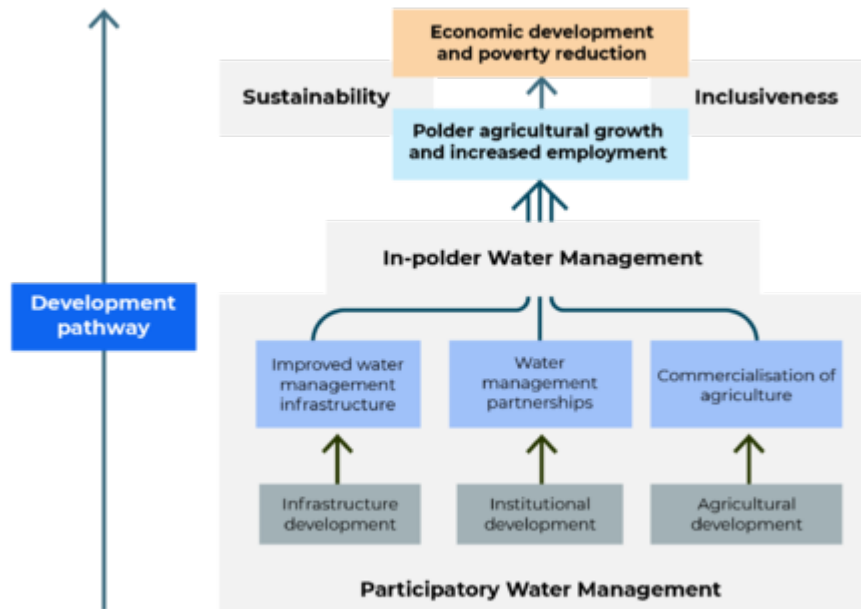 Economic development
and poverty reduction
Sustainability
Inclusiveness
Polder agricultural growth
and increased employment
In-polder Water Management
Development
pathway
Improved water
management
infrastructure
Water
management
partnerships
Commercialisation of
agriculture
Infrastructure
development
Institutional
development
Agricultural
development
Participatory Water Management